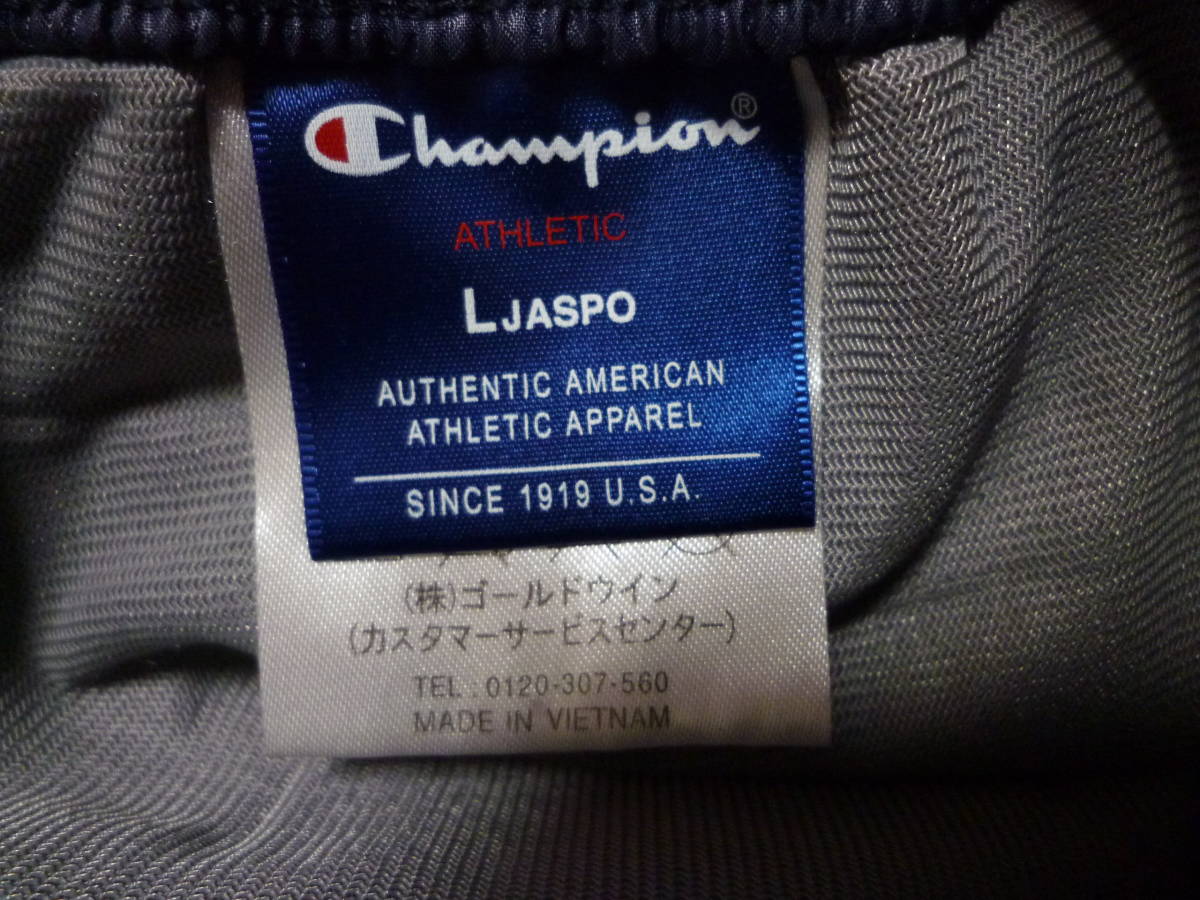 Champion®
ATHLETIC
L JASPO
AUTHENTIC AMERICAN
ATHLETIC APPAREL
SINCE 1919 U.S.A.
(株)ゴールドウイン
(カスタマーサービスセンター)
TEL : 0120-307-560
MADE IN VIETNAM